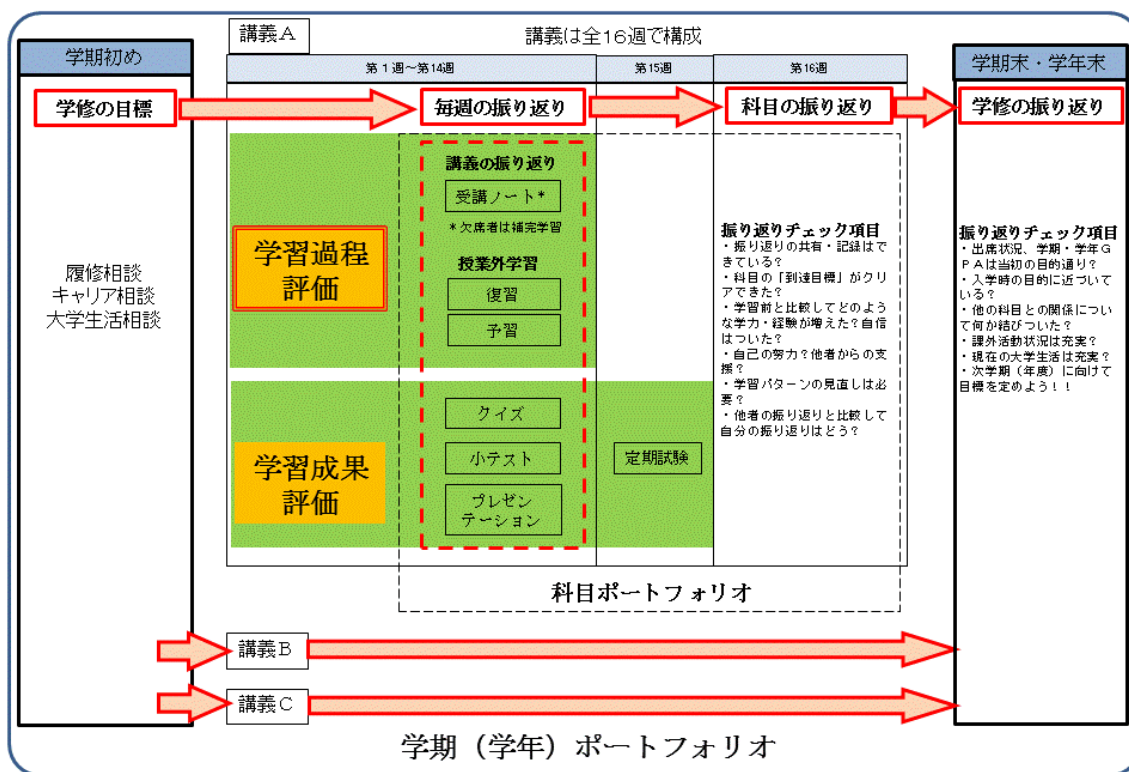 講義A
講義は全16週で構成
学期初め
第1週～第14週
第15週
第16週
学期末・学年末
学修の目標
毎週の振り返り
科目の振り返り
学修の振り返り
履修相談
キャリア相談
大学生活相談
学習過程
評価
講義の振り返り
受講ノート*
*欠席者は補完学習
授業外学習
復習
予習
学習成果
評価
クイズ
小テスト
プレゼン
テーション
定期試験
振り返りチェック項目
・振り返りの共有・記録はで
きている？
・科目の「到達目標」がクリ
アできた？
・学習前と比較してどのよう
な学力・経験が増えた？自信
はついた？
・自己の努力？他者からの支
援？
・学習パターンの見直しは必
要？
・他者の振り返りと比較して
自分の振り返りはどう？
振り返りチェック項目
・出席状況、学期・学年G
PAは当初の目的通り？
・入学時の目的に近づいて
いる？
・他の科目との関係につい
て何か結びついた？
・課外活動状況は充実？
・現在の大学生活は充実？
・次学期（年度）に向けて
目標を定めよう！！
科目ポートフォリオ
講義B
講義C
学期（学年）ポートフォリオ